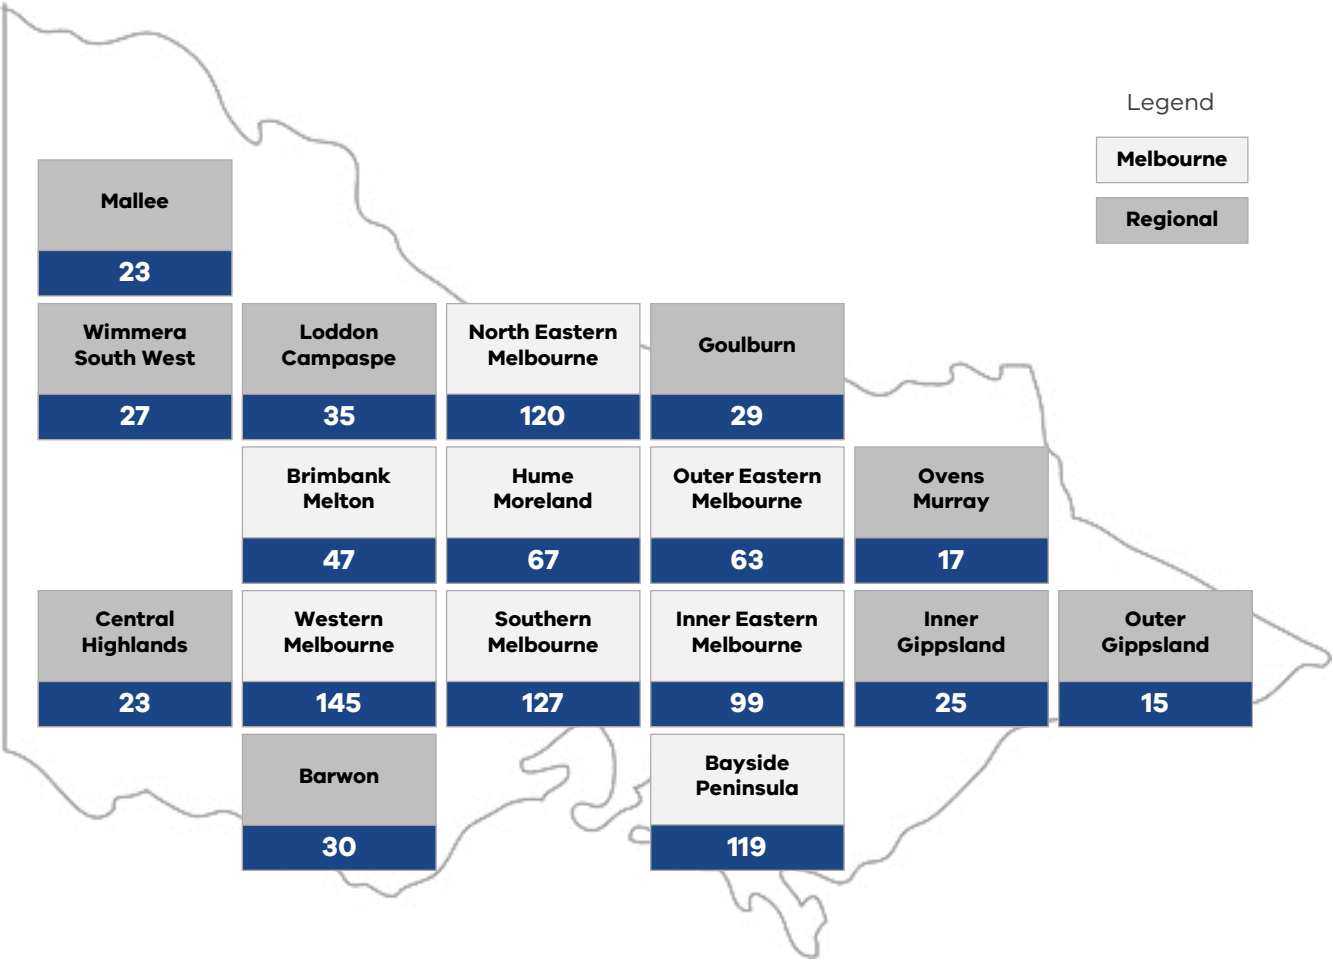 Legend
Melbourne
Regional
Mallee
23
Wimmera
South West
27
Loddon
Campaspe
35
North Eastern
Melbourne
120
Goulburn
29
Brimbank
Melton
47
Hume
Moreland
67
Outer Eastern
Melbourne
63
Ovens
Murray
17
Central
Highlands
23
Western
Melbourne
145
Southern
Melbourne
127
Inner Eastern
Melbourne
99
Inner
Gippsland
25
Outer
Gippsland
15
Barwon
30
Bayside
Peninsula
119